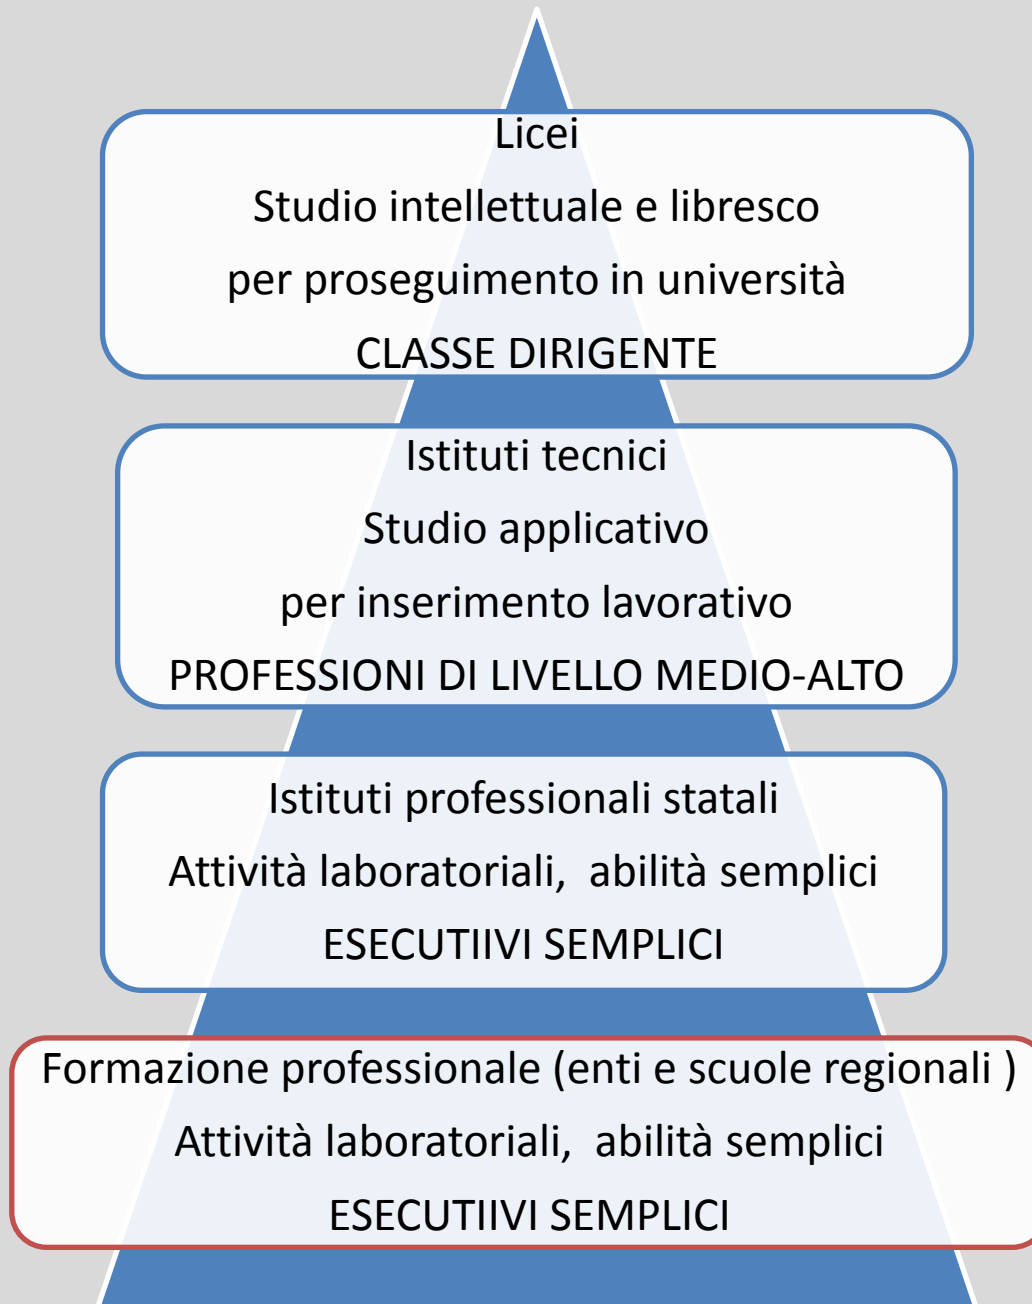 Licei
Studio intellettuale e libresco
per proseguimento in università
CLASSE DIRIGENTE
Istituti tecnici
Studio applicativo
per inserimento lavorativo
PROFESSIONI DI LIVELLO MEDIO-ALTO
Istituti professionali statali
Attività laboratoriali,  abilità semplici
ESECUTIIVI SEMPLICI
Formazione professionale (enti e scuole regionali )
Attività laboratoriali,  abilità semplici
ESECUTIIVI SEMPLICI